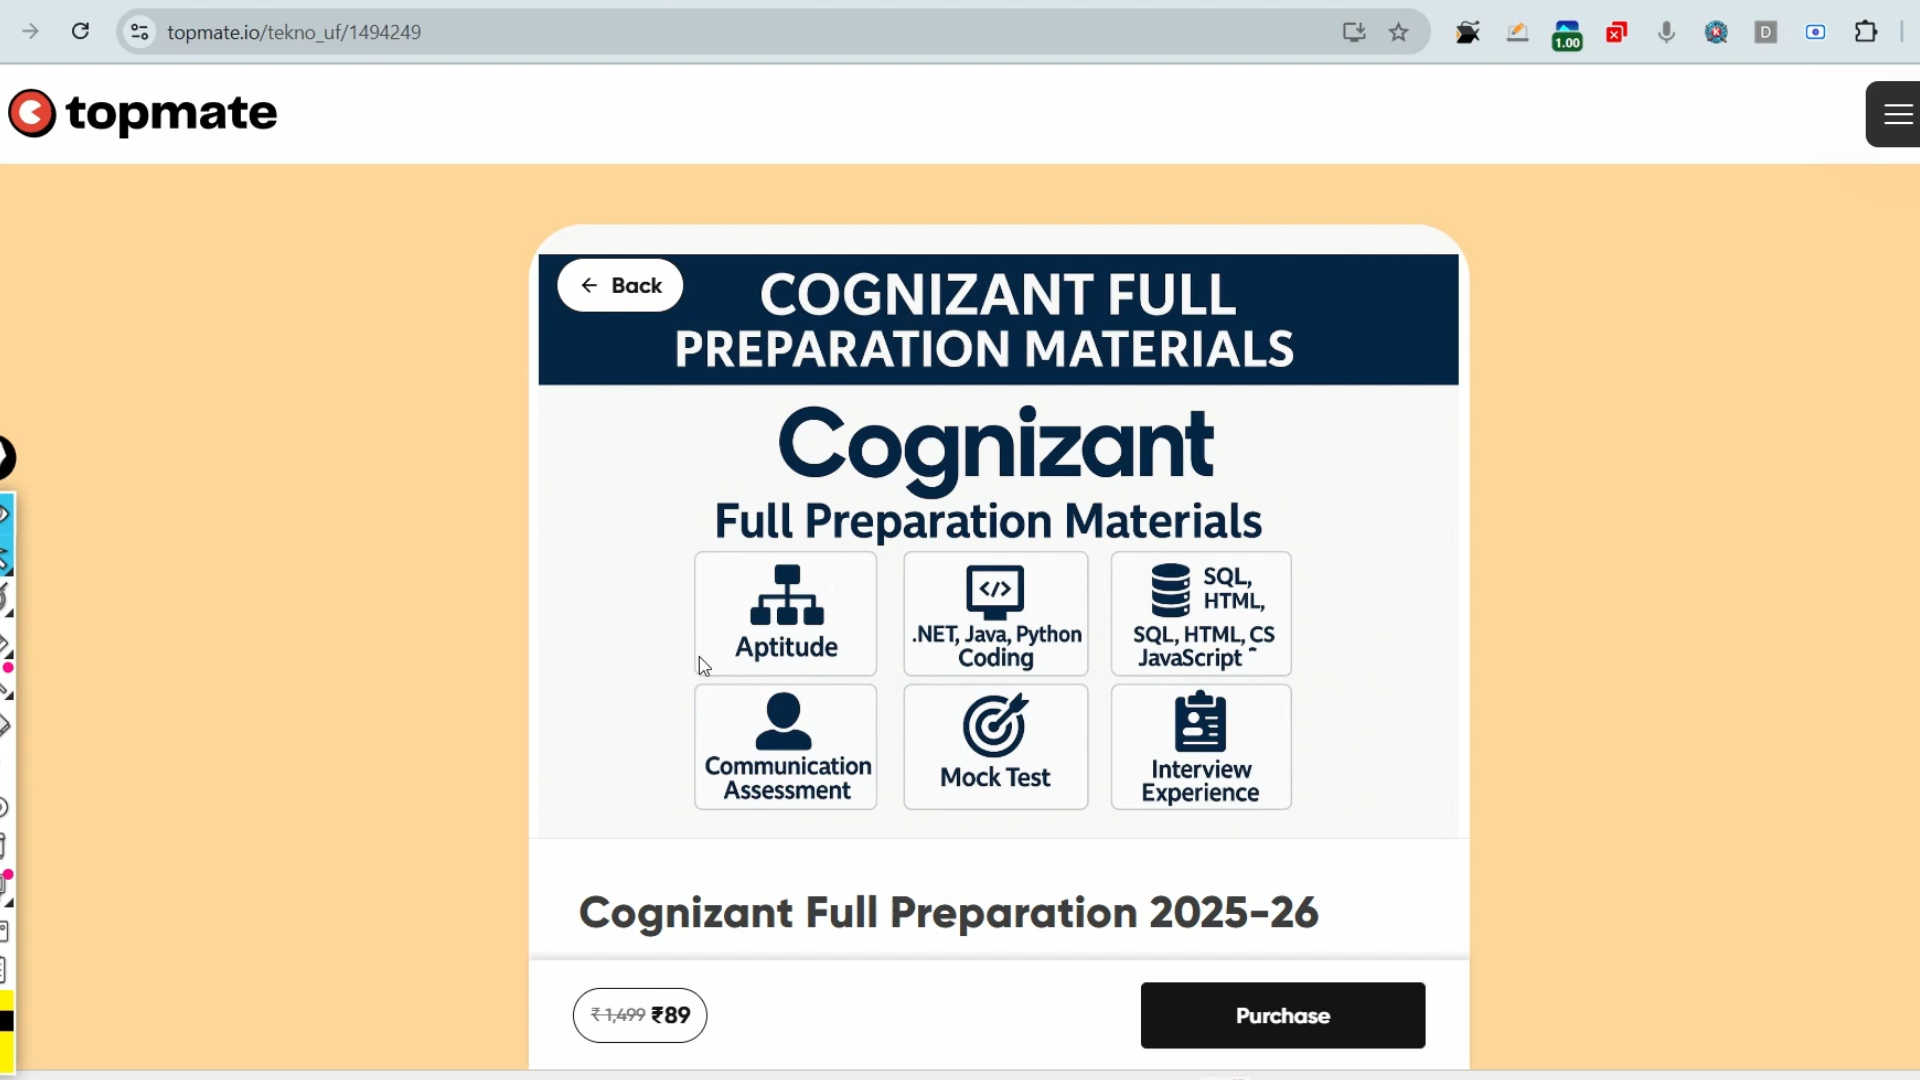 topmate.io/tekno_uf/1494249
1.00
D
topmate
Back
COGNIZANT FULL
PREPARATION MATERIALS
Cognizant
Full Preparation Materials
Aptitude
</>
.NET, Java, Python
Coding
SQL,
HTML,
SQL, HTML, CS
JavaScript
Communication
Assessment
Mock Test
Interview
Experience
Cognizant Full Preparation 2025-26
₹1,499 ₹89
Purchase